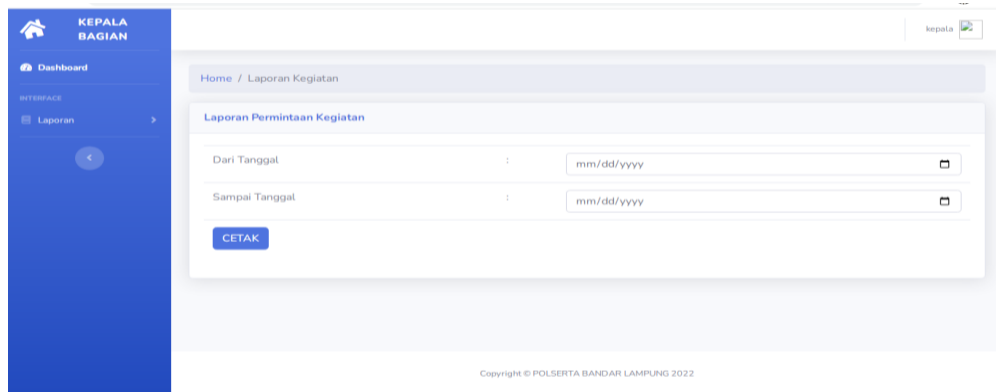 KEPALA
BAGIAN
kepala
Dashboard
Home / Laporan Kegiatan
INTERFACE
Laporan
Laporan Permintaan Kegiatan
Dari Tanggal : mm/dd/yyyy
Sampai Tanggal : mm/dd/yyyy
CETAK
Copyright © POLSERTA BANDAR LAMPUNG 2022